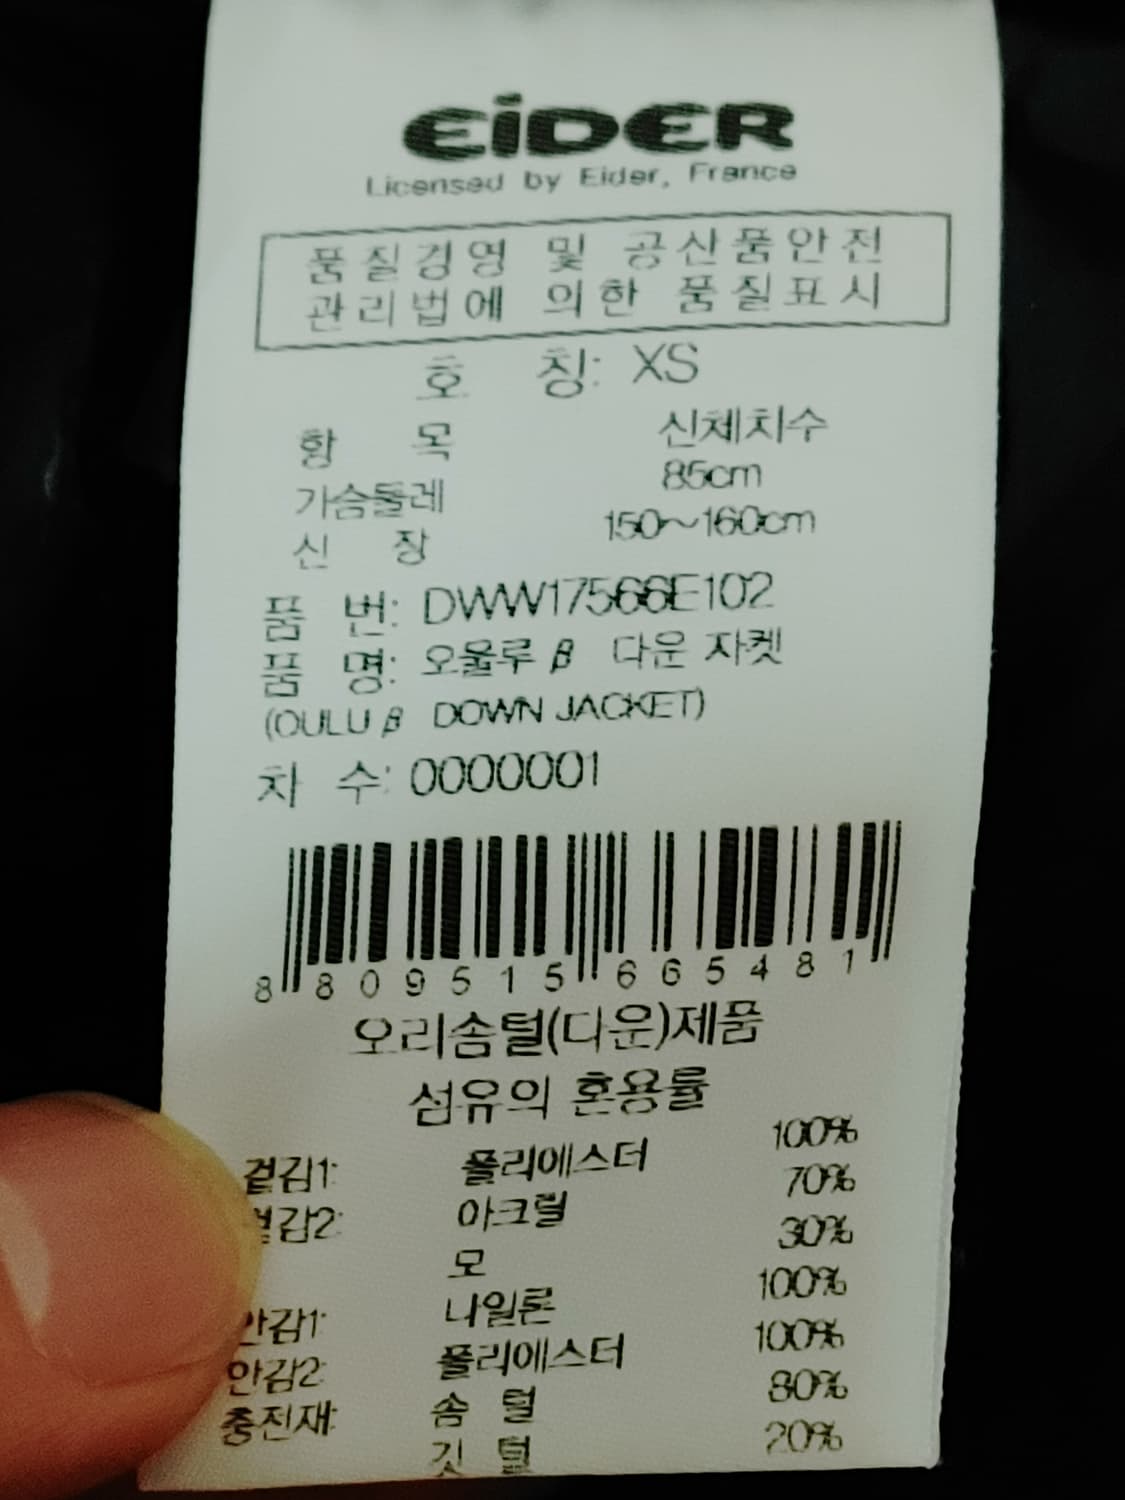 EiDER
Licensed by Eider, France
품질경영 및 공산품안전
관리법에 의한 품질표시
호 칭: XS
항 목 신체치수
가슴둘레 85cm
신 장 150~160cm
품 번: DWW17566E102
품 명: 오울루 β 다운 자켓
(OULU β DOWN JACKET)
차 수: 0000001
8 809515 665481
오리솜털(다운)제품
섬유의 혼용률
겉감1: 폴리에스터 100%
겉감2: 아크릴 70%
모 30%
안감1: 나일론 100%
안감2: 폴리에스터 100%
충전재: 솜 털 80%
깃 털 20%